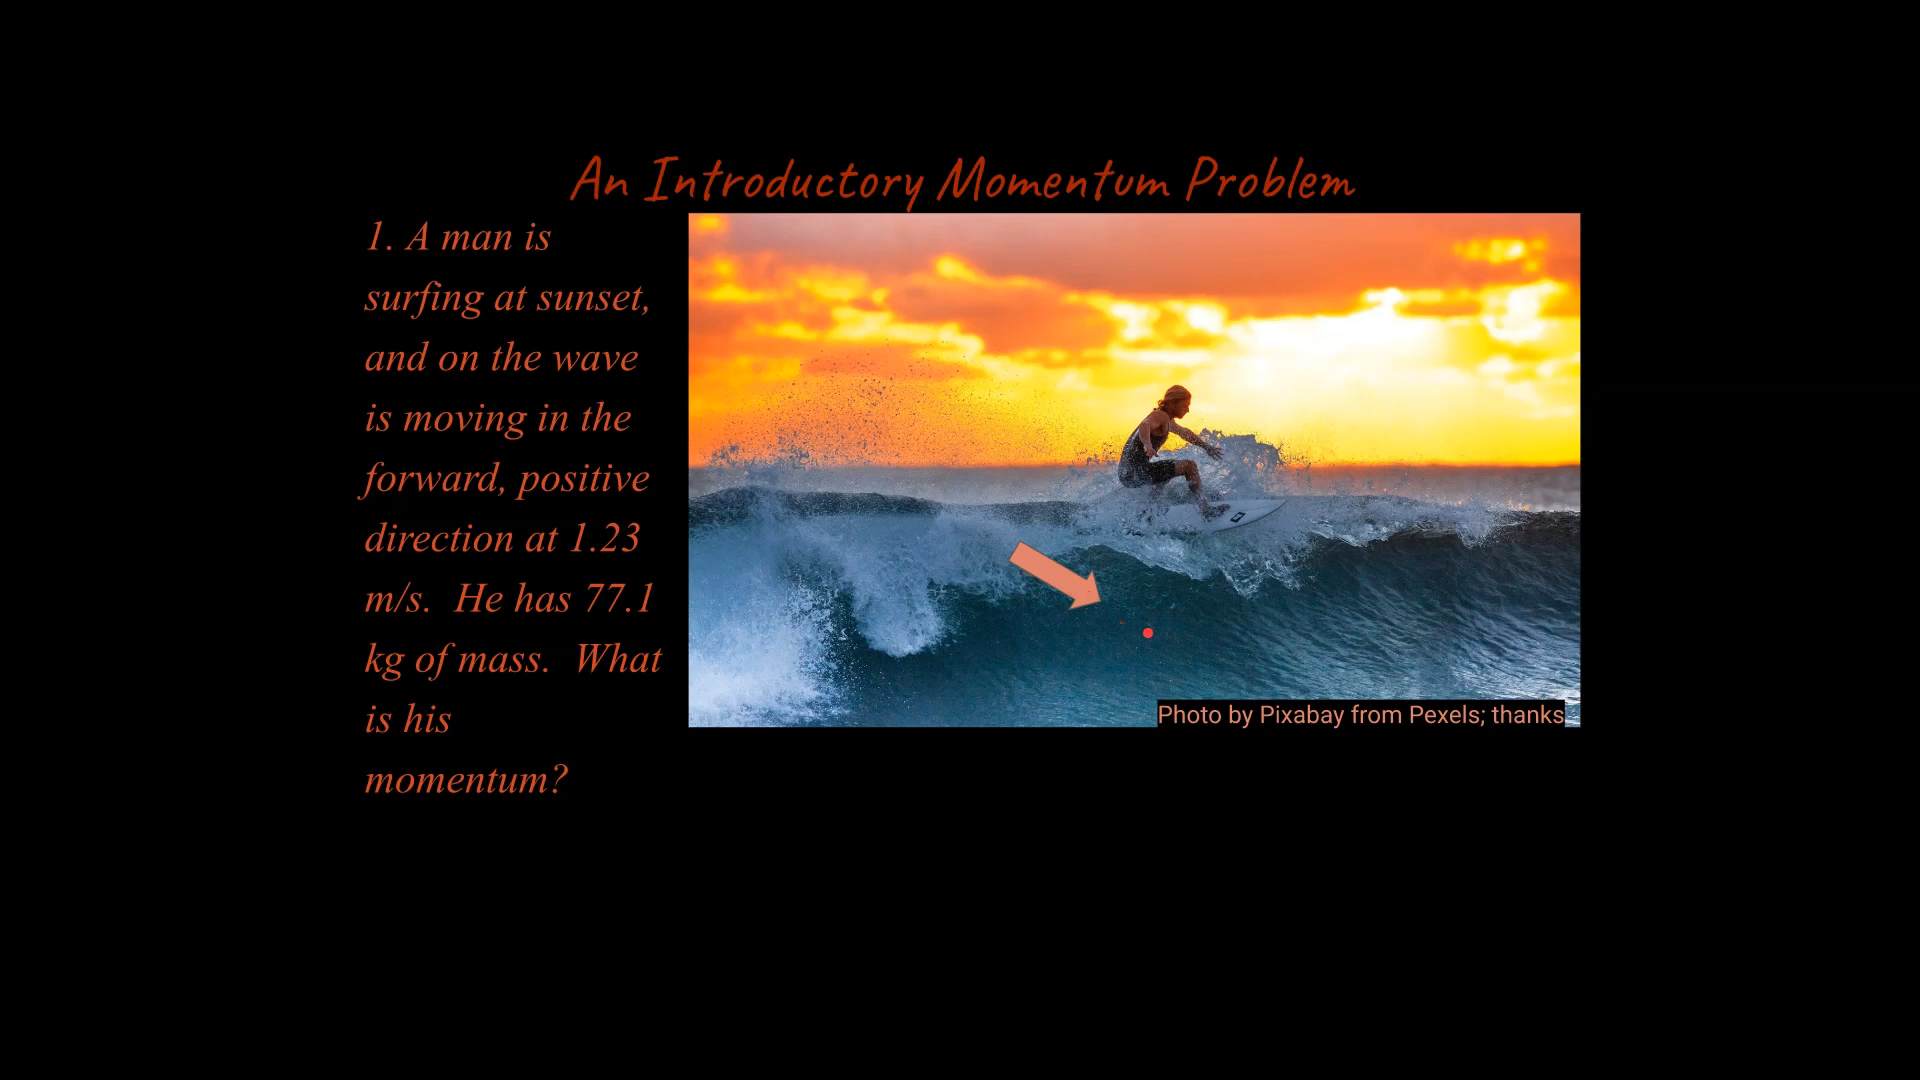 An Introductory Momentum Problem
1. A man is
surfing at sunset,
and on the wave
is moving in the
forward, positive
direction at 1.23
m/s.  He has 77.1
kg of mass.  What
is his
momentum?
Photo by Pixabay from Pexels; thanks